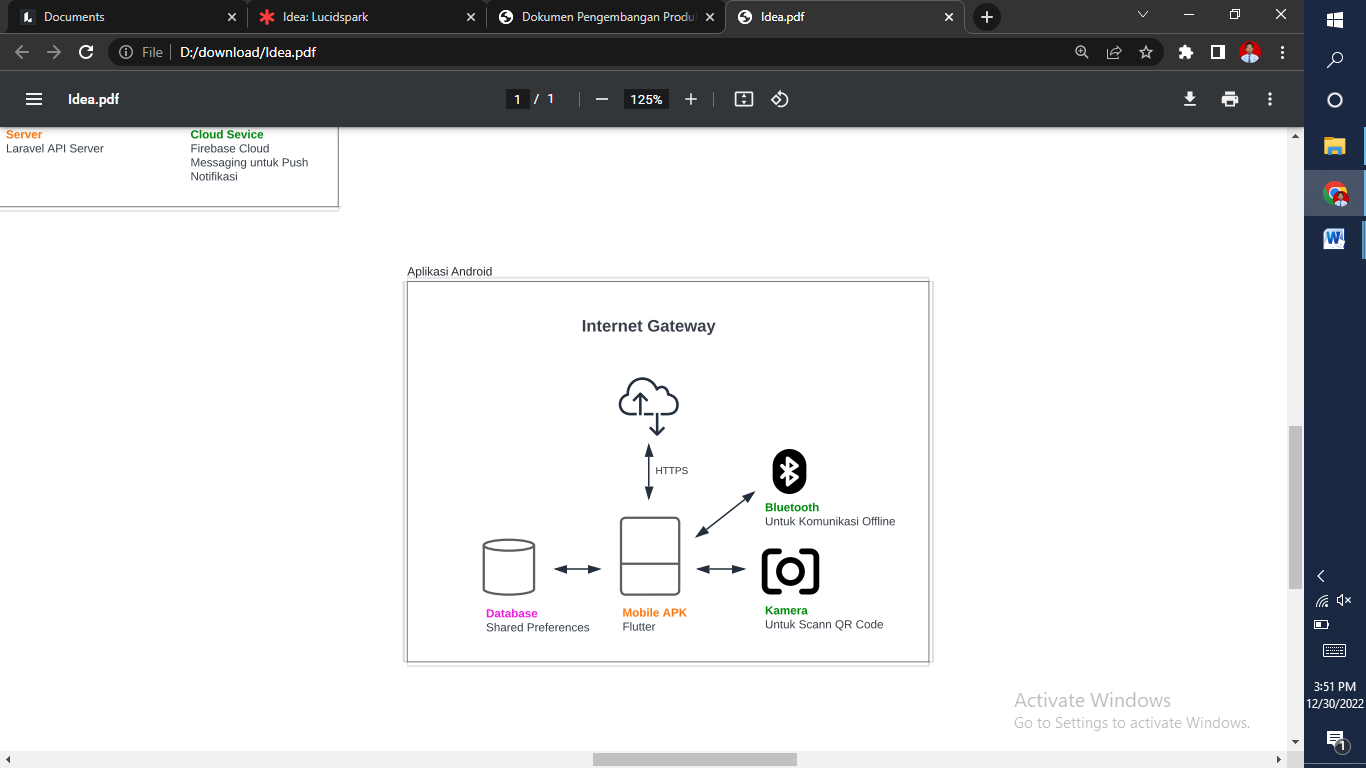 Documents
Idea: Lucidspark
Dokumen Pengembangan Produ
Idea.pdf
File
D:/download/Idea.pdf
Idea.pdf
1 / 1
125%
Server
Laravel API Server
Cloud Sevice
Firebase Cloud
Messaging untuk Push
Notifikasi
Aplikasi Android
Internet Gateway
HTTPS
Bluetooth
Untuk Komunikasi Offline
Database
Shared Preferences
Mobile APK
Flutter
Kamera
Untuk Scann QR Code
Activate Windows
Go to Settings to activate Windows.
W
3:51 PM
12/30/2022
1